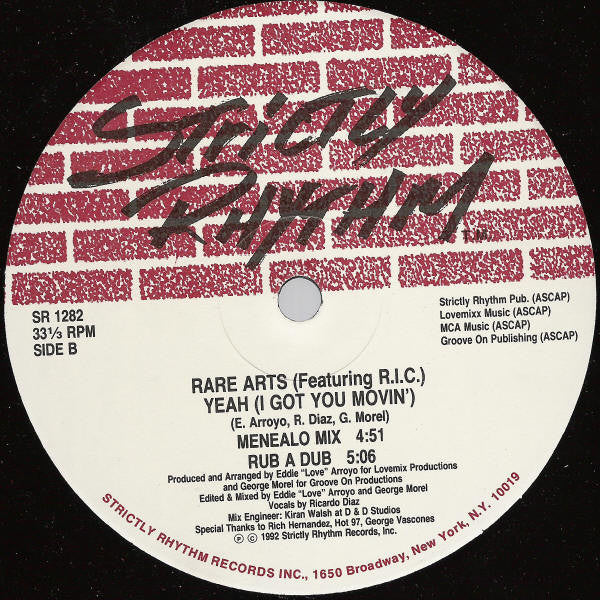 Strictly
Rhythm
T.M.
SR 1282
33⅓ RPM
SIDE B
Strictly Rhythm Pub. (ASCAP)
Lovemixx Music (ASCAP)
MCA Music (ASCAP)
Groove On Publishing (ASCAP)
RARE ARTS (Featuring R.I.C.)
YEAH (I GOT YOU MOVIN')
(E. Arroyo, R. Diaz, G. Morel)
MENEALO MIX 4:51
RUB A DUB 5:06
Produced and Arranged by Eddie "Love" Arroyo for Lovemix Productions
and George Morel for Groove On Productions
Edited & Mixed by Eddie "Love" Arroyo and George Morel
Vocals by Ricardo Diaz
Mix Engineer: Kiran Walsh at D & D Studios
Special Thanks to Rich Hernandez, Hot 97, George Vascones
℗ © 1992 Strictly Rhythm Records, Inc.
STRICTLY RHYTHM RECORDS INC., 1650 Broadway, New York, N.Y. 10019